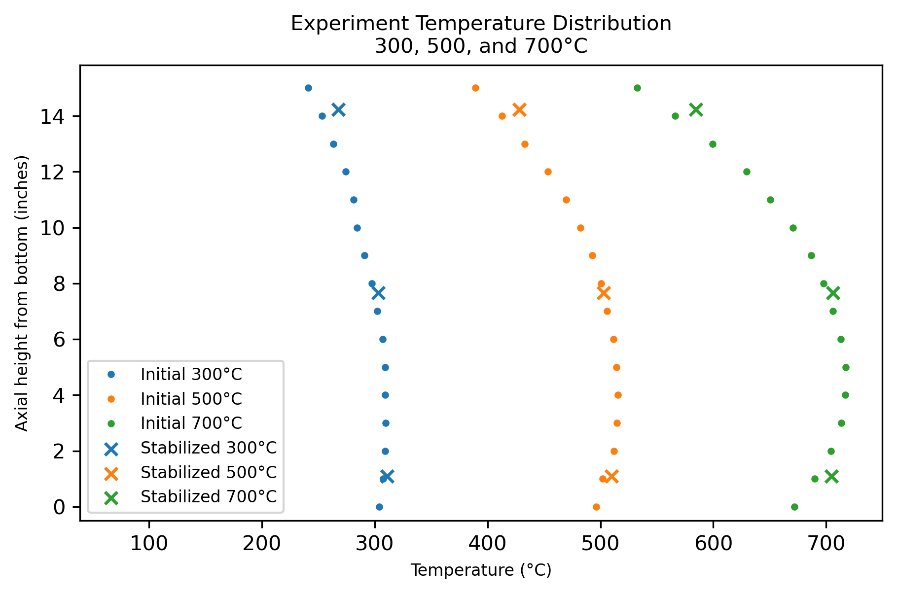 Experiment Temperature Distribution
300, 500, and 700°C
Axial height from bottom (inches)
14
12
10
8
6
4
2
0
Initial 300°C
Initial 500°C
Initial 700°C
Stabilized 300°C
Stabilized 500°C
Stabilized 700°C
100 200 300 400 500 600 700
Temperature (°C)